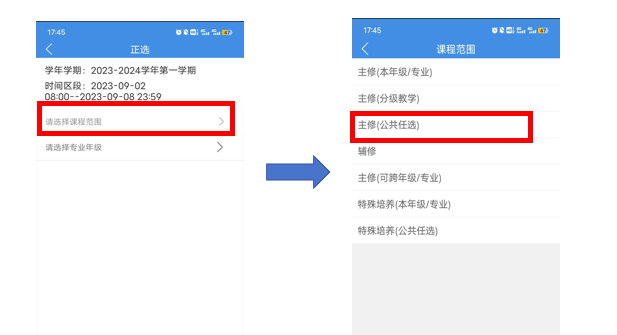 17:45
正选
学年学期：2023-2024学年第一学期
时间区段：2023-09-02
08:00--2023-09-08 23:59
请选择课程范围
请选择专业年级
17:45
课程范围
主修(本年级/专业)
主修(分级教学)
主修(公共任选)
辅修
主修(可跨年级/专业)
特殊培养(本年级/专业)
特殊培养(公共任选)